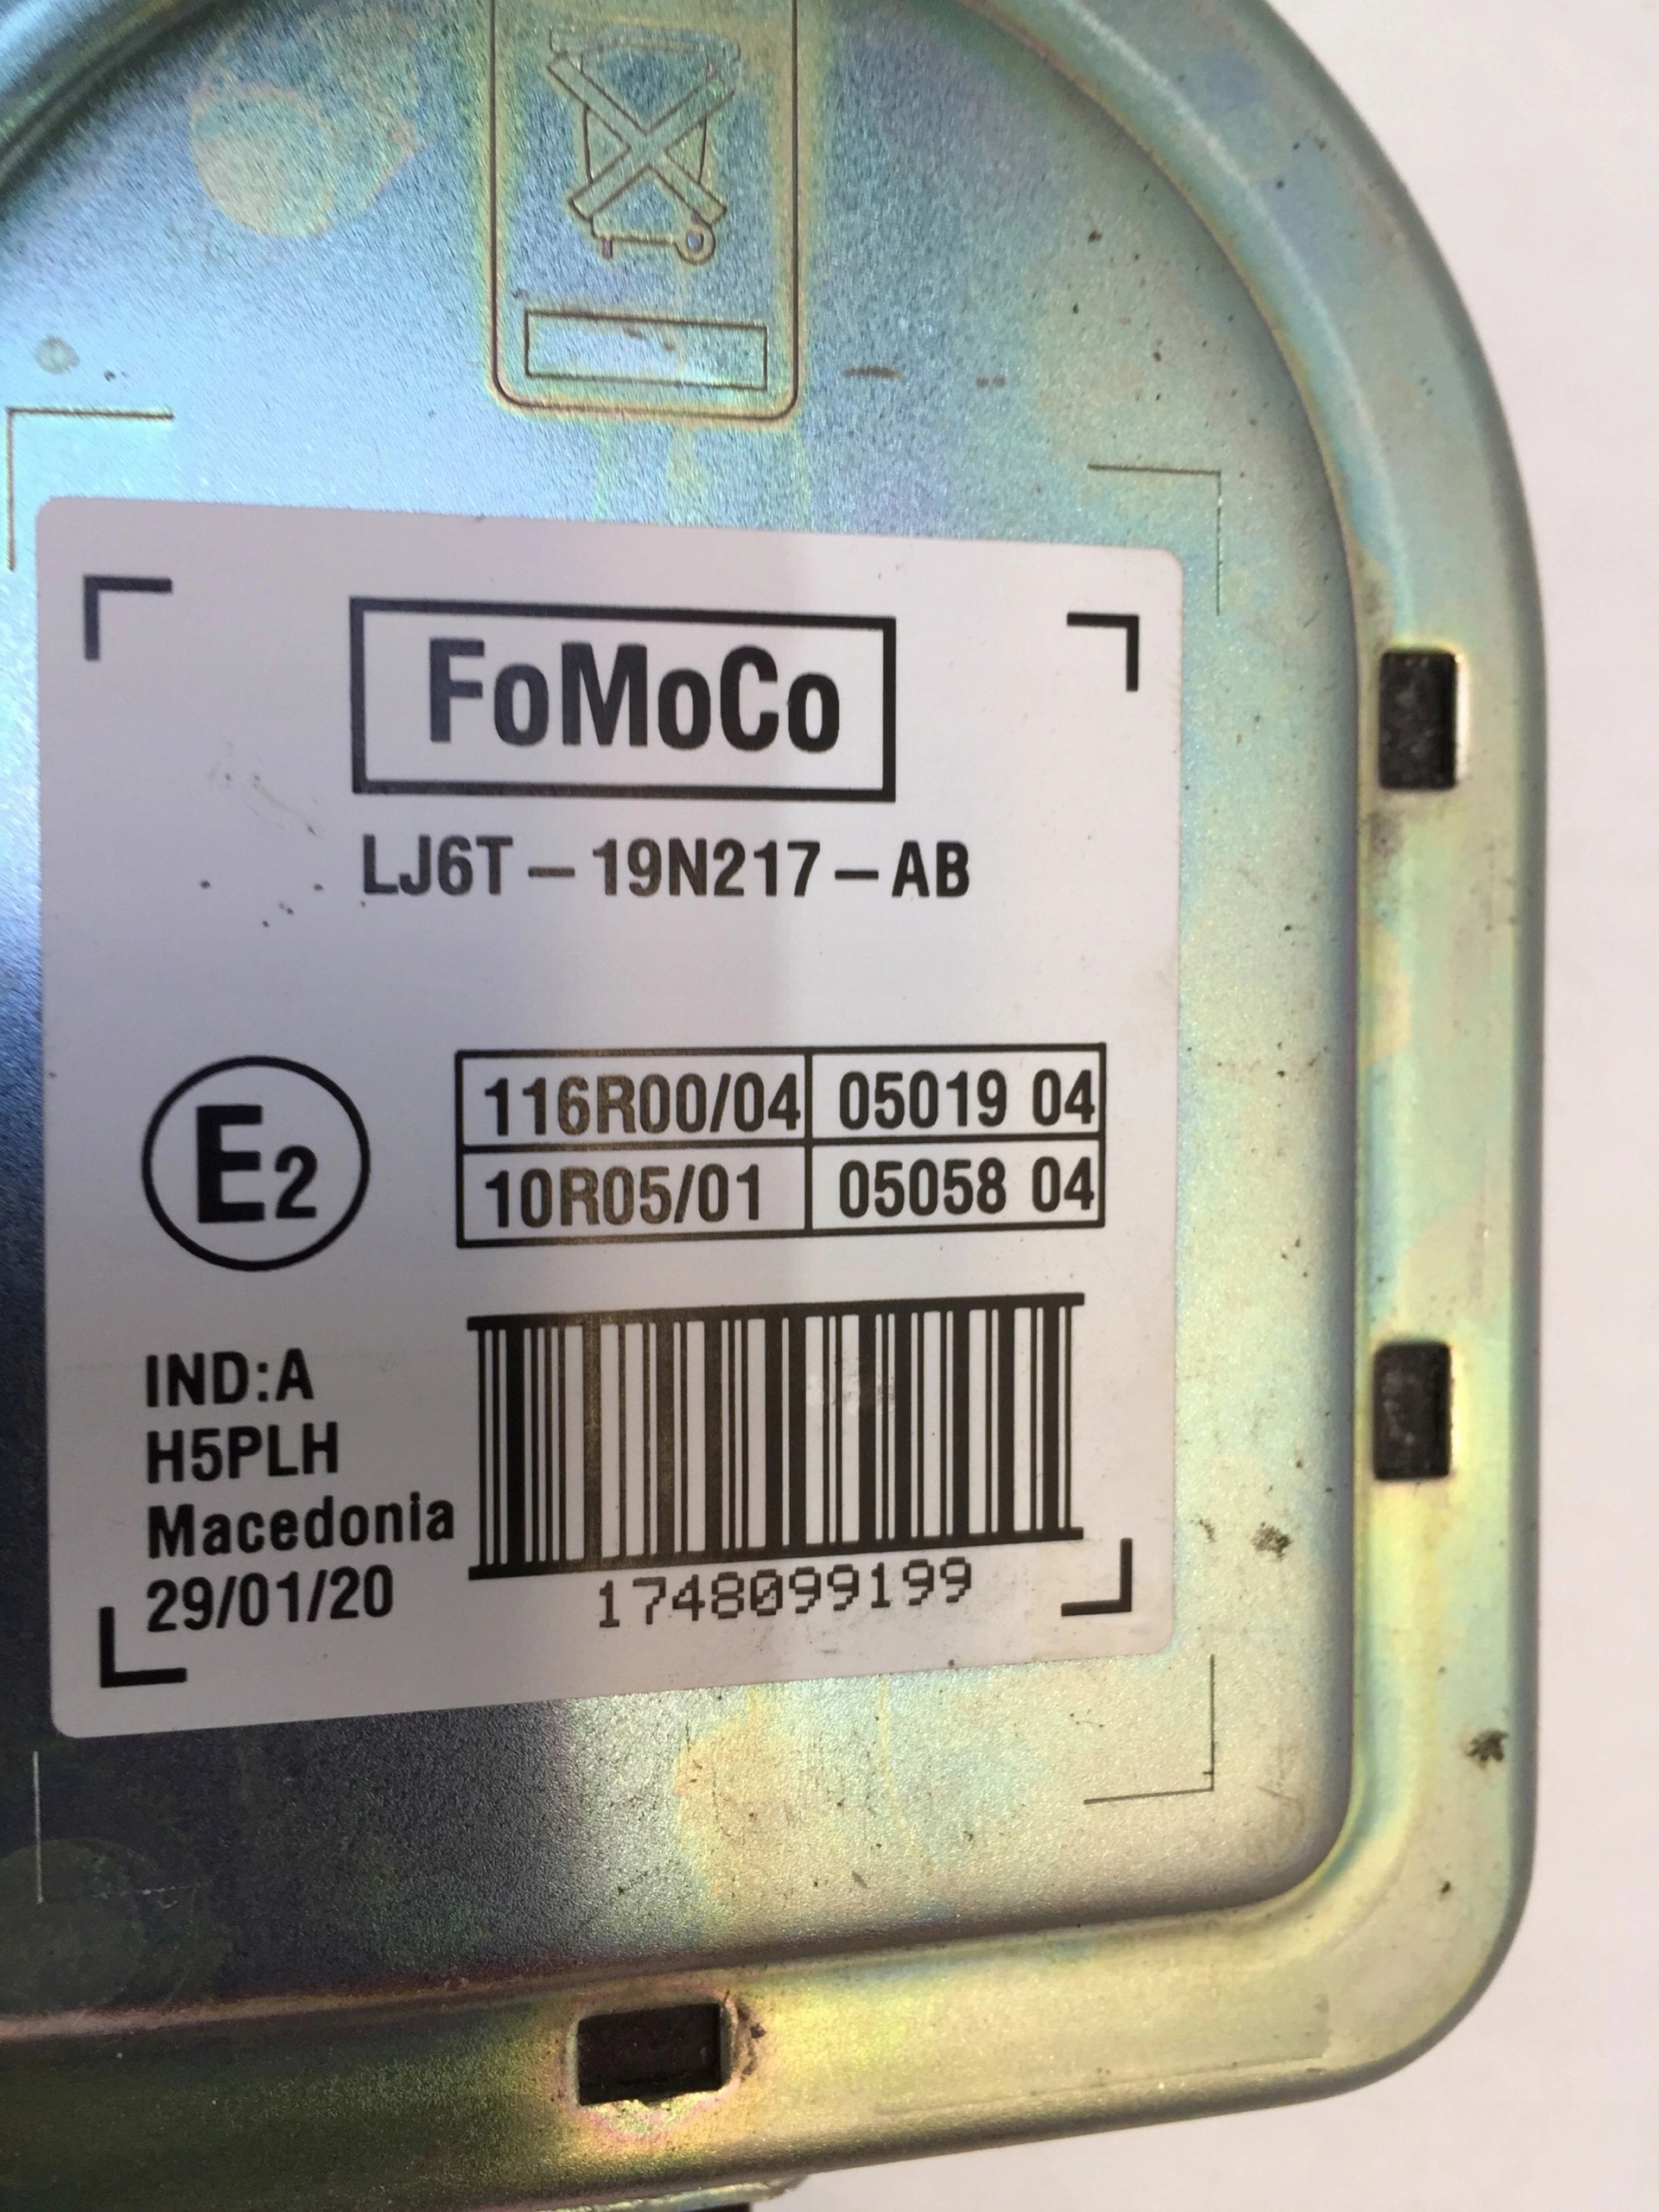 FoMoCo
LJ6T – 19N217 – AB
E2
116R00/04 05019 04
10R05/01 05058 04
IND:A
H5PLH
Macedonia
29/01/20
1748099199